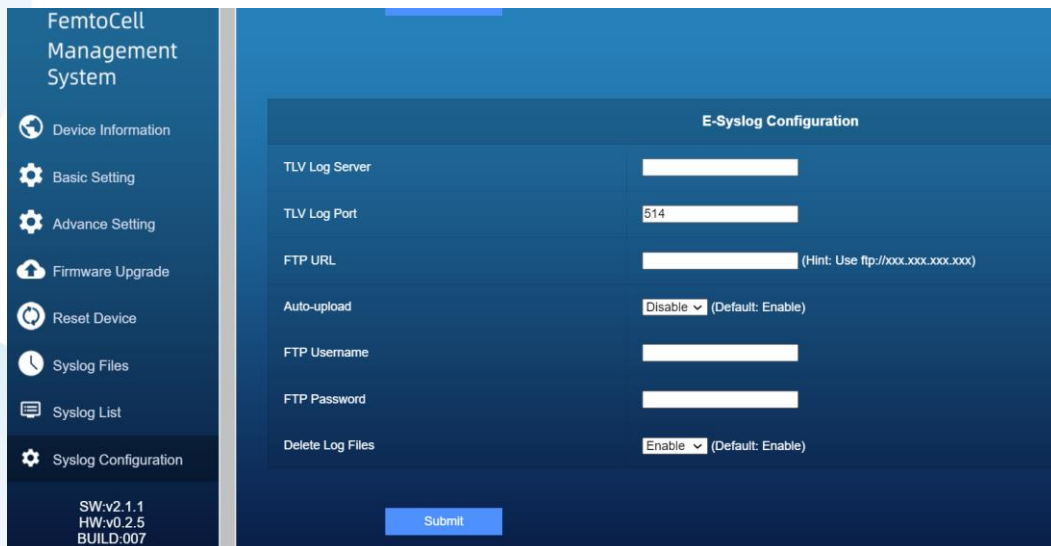 FemtoCell
Management
System
Device Information
Basic Setting
Advance Setting
Firmware Upgrade
Reset Device
Syslog Files
Syslog List
Syslog Configuration
SW:v2.1.1
HW:v0.2.5
BUILD:007
E-Syslog Configuration
TLV Log Server
TLV Log Port 514
FTP URL (Hint: Use ftp://xxx.xxx.xxx.xxx)
Auto-upload Disable (Default: Enable)
FTP Username
FTP Password
Delete Log Files Enable (Default: Enable)
Submit